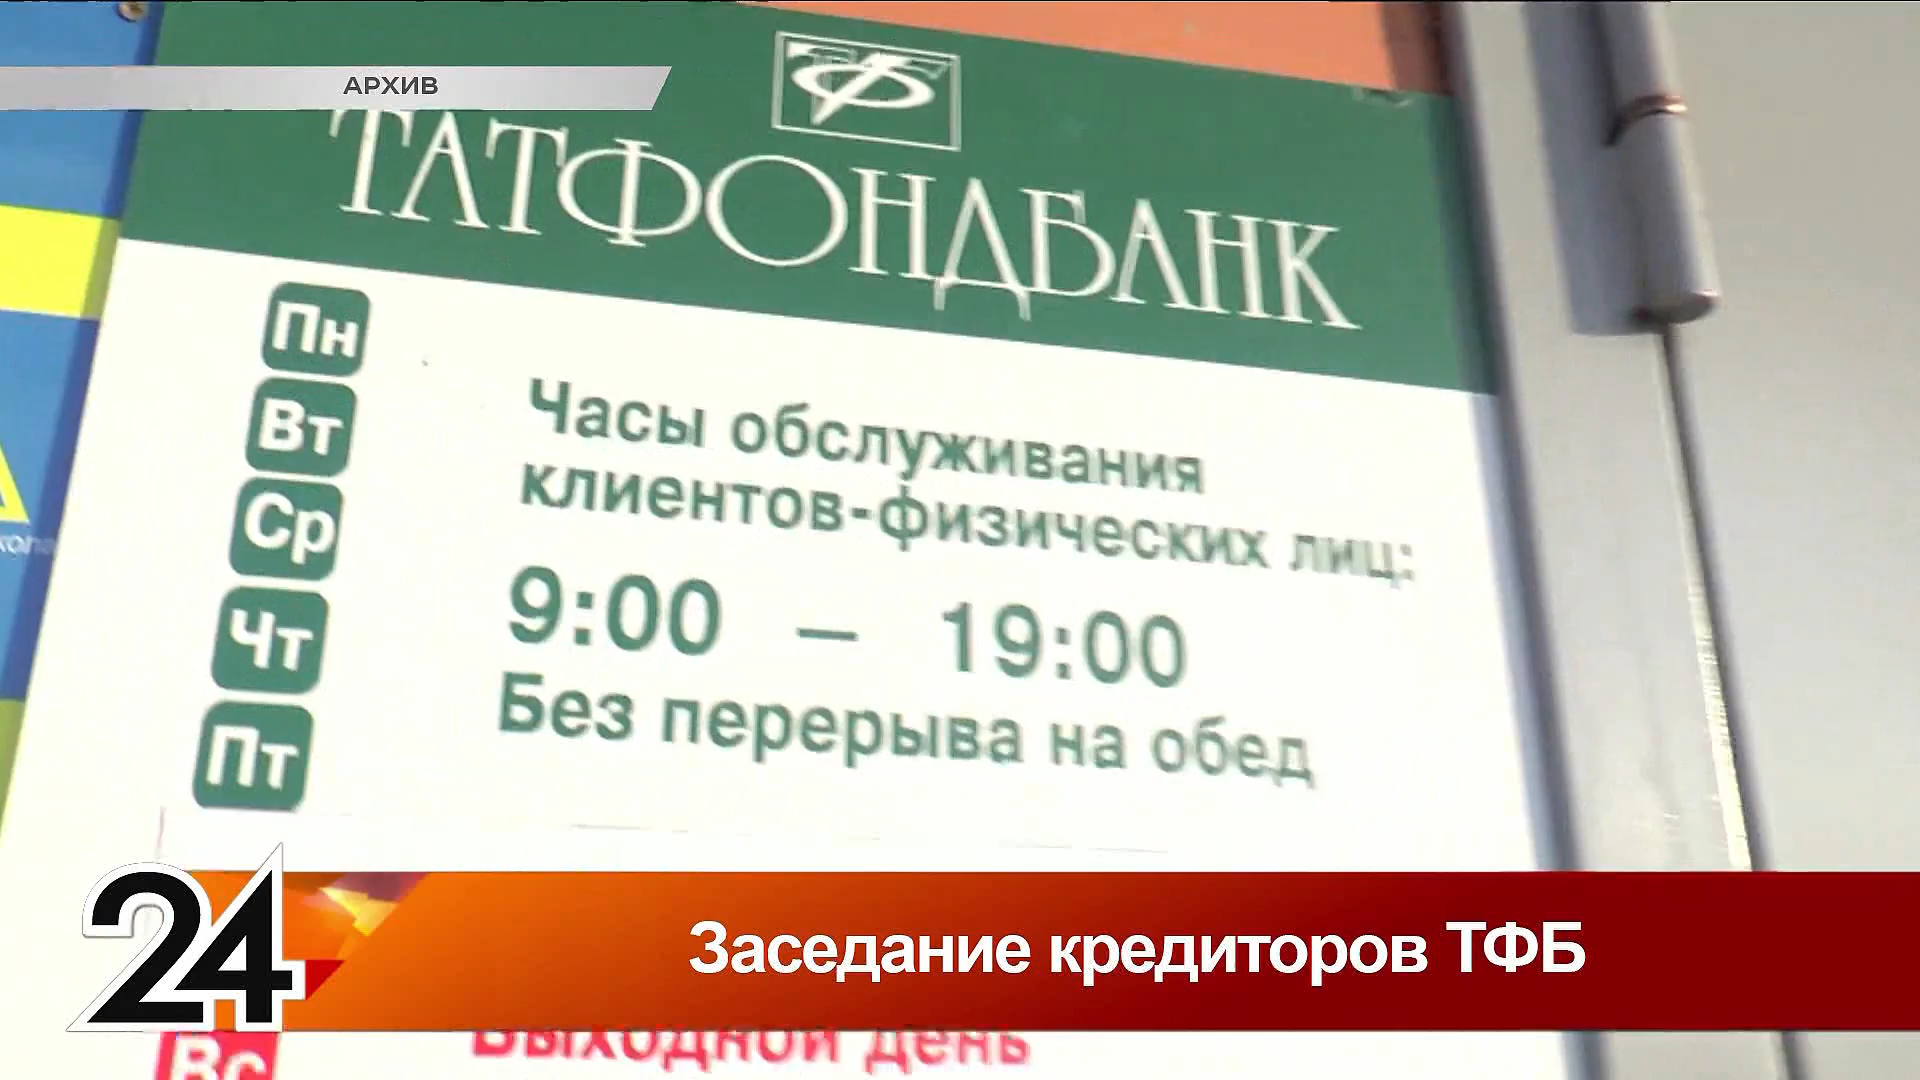 АРХИВ
ТАТФОНДБАНК
Пн
Вт
Ср
Чт
Пт
Часы обслуживания
клиентов-физических лиц:
9:00 – 19:00
Без перерыва на обед
24
Заседание кредиторов ТФБ
Вс
Выходной день